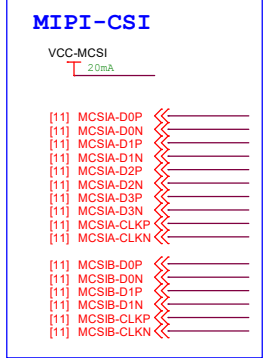 MIPI-CSI
VCC-MCSI
20mA
[11] MCSIA-D0P
[11] MCSIA-D0N
[11] MCSIA-D1P
[11] MCSIA-D1N
[11] MCSIA-D2P
[11] MCSIA-D2N
[11] MCSIA-D3P
[11] MCSIA-D3N
[11] MCSIA-CLKP
[11] MCSIA-CLKN
[11] MCSIB-D0P
[11] MCSIB-D0N
[11] MCSIB-D1P
[11] MCSIB-D1N
[11] MCSIB-CLKP
[11] MCSIB-CLKN